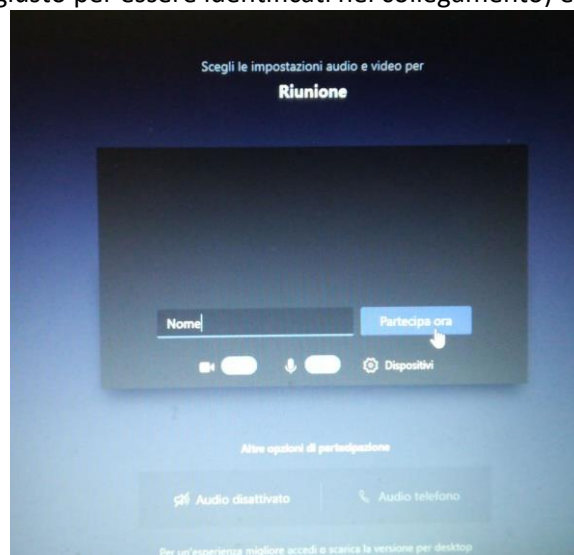 giusto per essere identificati nel collegamento, e
Scegli le impostazioni audio e video per
Riunione
Nome
Partecipa ora
Dispositivi
Altre opzioni di partecipazione
Audio disattivato
Audio telefono
Per un'esperienza migliore accedi o scarica la versione per desktop